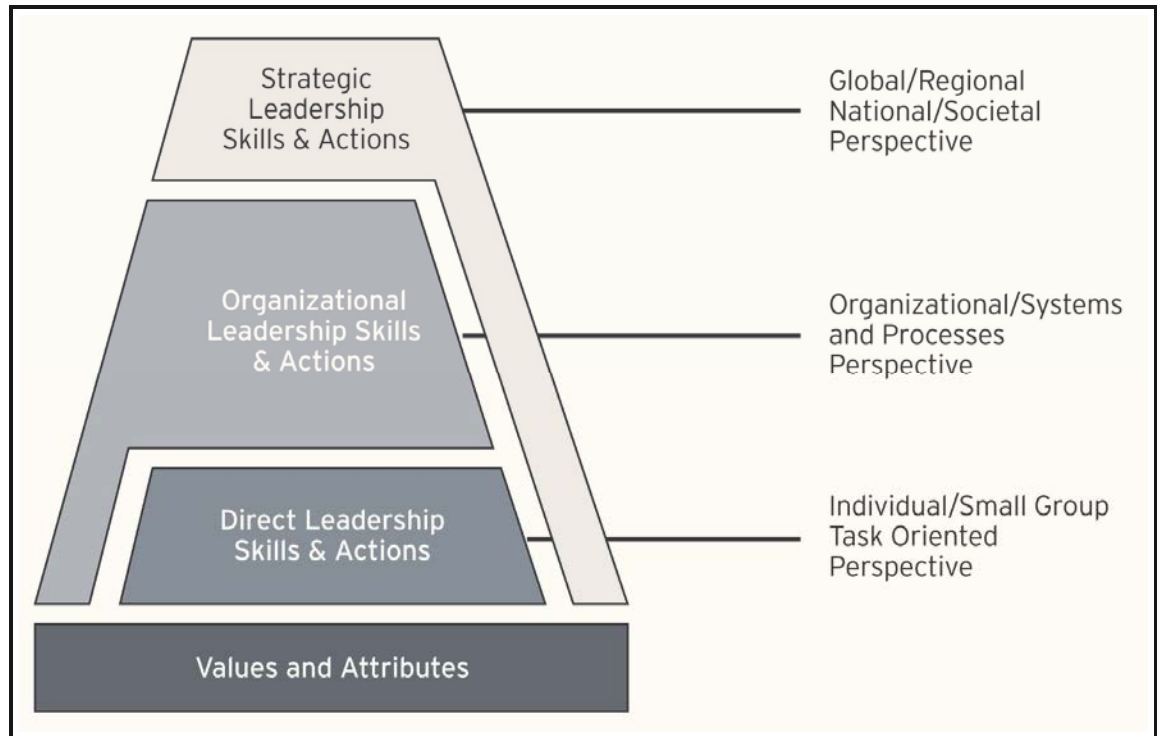 Strategic
Leadership
Skills & Actions
Global/Regional
National/Societal
Perspective
Organizational
Leadership Skills
& Actions
Organizational/Systems
and Processes
Perspective
Direct Leadership
Skills & Actions
Individual/Small Group
Task Oriented
Perspective
Values and Attributes